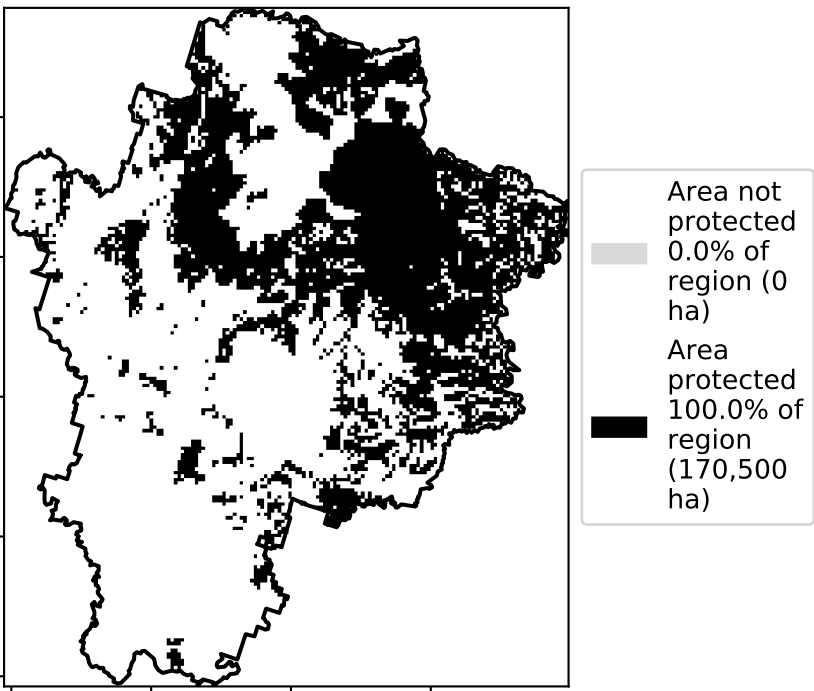 Area not
protected
0.0% of
region (0
ha)
Area
protected
100.0% of
region
(170,500
ha)